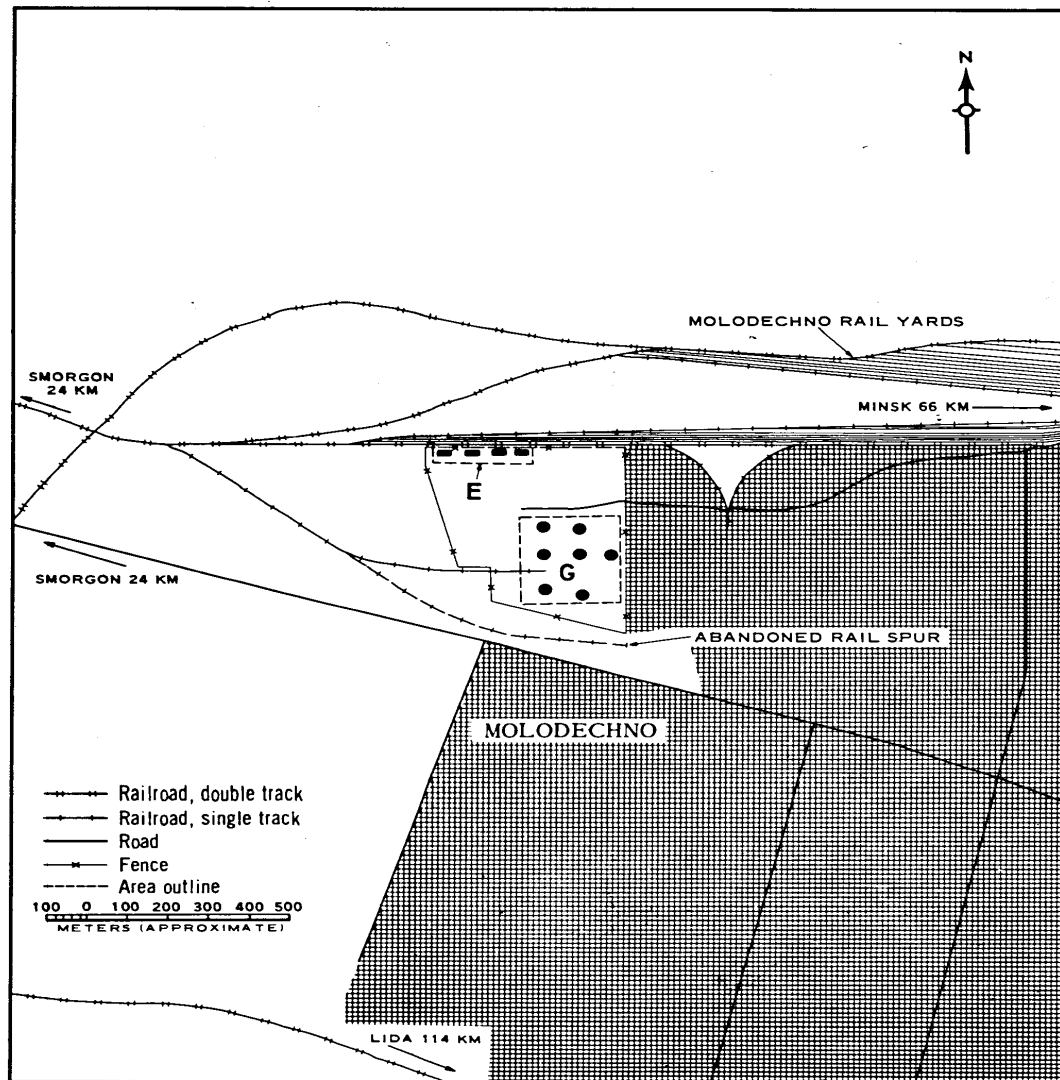 N
MOLODECHNO RAIL YARDS
SMORGON
24 KM
MINSK 66 KM
E
SMORGON 24 KM
G
ABANDONED RAIL SPUR
MOLODECHNO
Railroad, double track
Railroad, single track
Road
Fence
Area outline
100 0 100 200 300 400 500
METERS (APPROXIMATE)
LIDA 114 KM